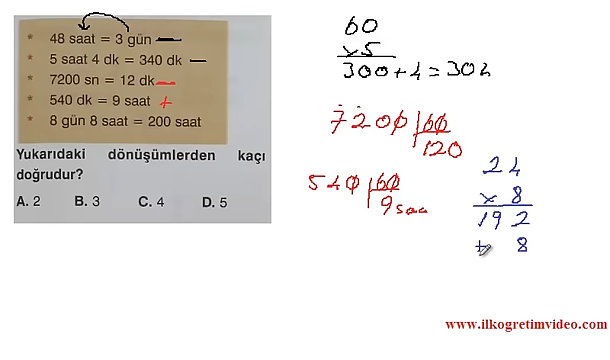 * 48 saat = 3 gün —
* 5 saat 4 dk = 340 dk —
* 7200 sn = 12 dk —
* 540 dk = 9 saat +
* 8 gün 8 saat = 200 saat
Yukarıdaki dönüşümlerden kaçı
doğrudur?
A. 2 B. 3 C. 4 D. 5
60
x 5
300 + 4 = 304
7200 | 60
120
540 | 60
9 saa
24
x 8
192
+ 8
www.ilkogretimvideo.com